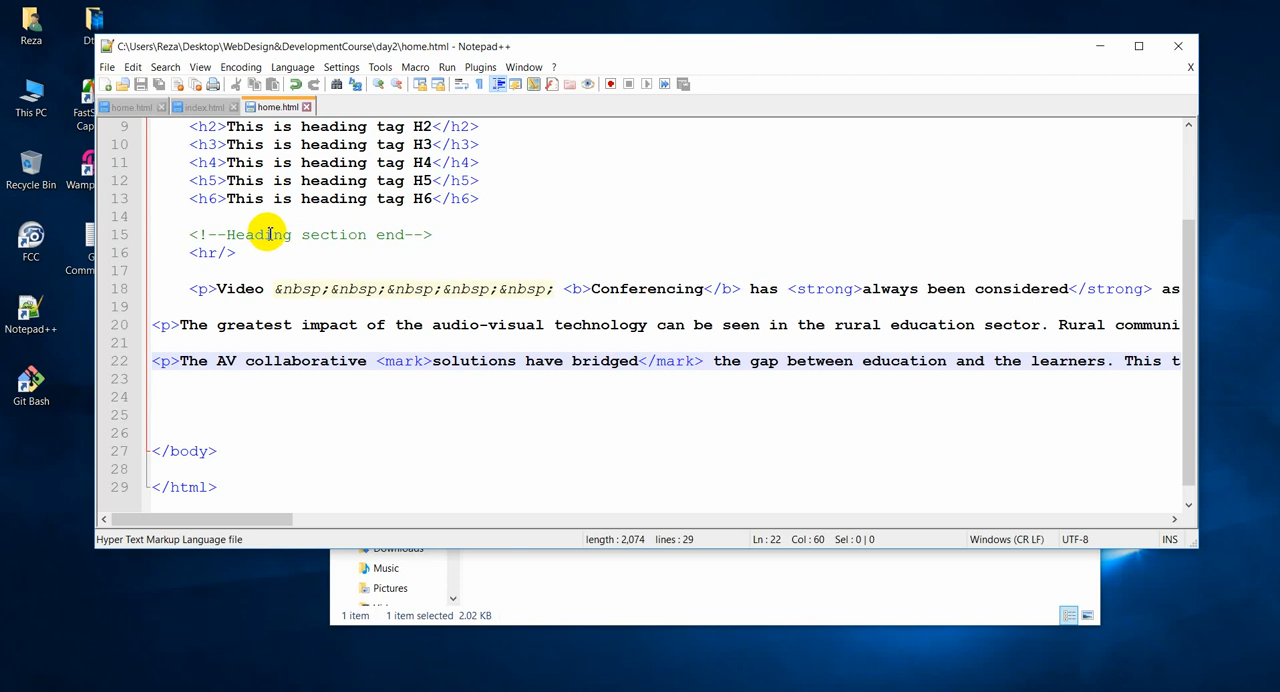 Reza
This PC
Recycle Bin
FCC
Notepad++
Git Bash
C:\Users\Reza\Desktop\WebDesign&DevelopmentCourse\day2\home.html - Notepad++
File Edit Search View Encoding Language Settings Tools Macro Run Plugins Window ?
X
home.html index.html home.html
9 <h2>This is heading tag H2</h2>
10 <h3>This is heading tag H3</h3>
11 <h4>This is heading tag H4</h4>
12 <h5>This is heading tag H5</h5>
13 <h6>This is heading tag H6</h6>
14
15 <!--Heading section end-->
16 <hr/>
17
18 <p>Video &nbsp;&nbsp;&nbsp;&nbsp;&nbsp; <b>Conferencing</b> has <strong>always been considered</strong> as
19
20 <p>The greatest impact of the audio-visual technology can be seen in the rural education sector. Rural communi
21
22 <p>The AV collaborative <mark>solutions have bridged</mark> the gap between education and the learners. This t
23
24
25
26
27 </body>
28
29 </html>
Hyper Text Markup Language file length : 2,074 lines : 29 Ln : 22 Col : 60 Sel : 0 | 0 Windows (CR LF) UTF-8 INS
Downloads
Music
Pictures
1 item 1 item selected 2.02 KB